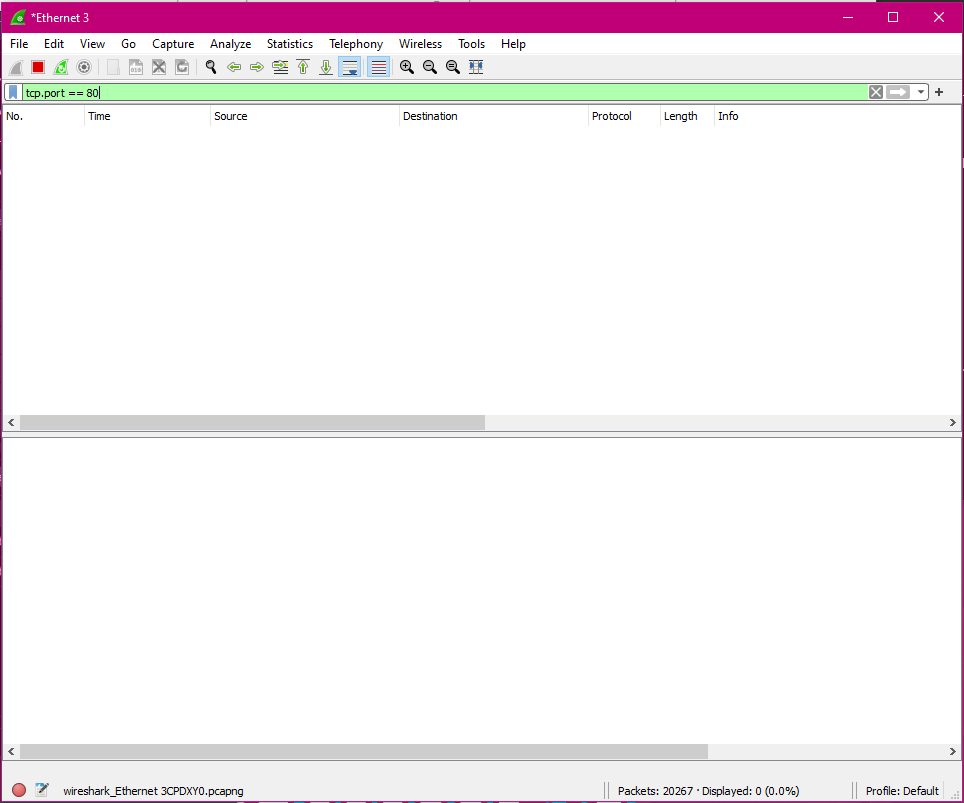 *Ethernet 3
File Edit View Go Capture Analyze Statistics Telephony Wireless Tools Help
tcp.port == 80
No. Time Source Destination Protocol Length Info
wireshark_Ethernet 3CPDXY0.pcapng Packets: 20267 · Displayed: 0 (0.0%) Profile: Default